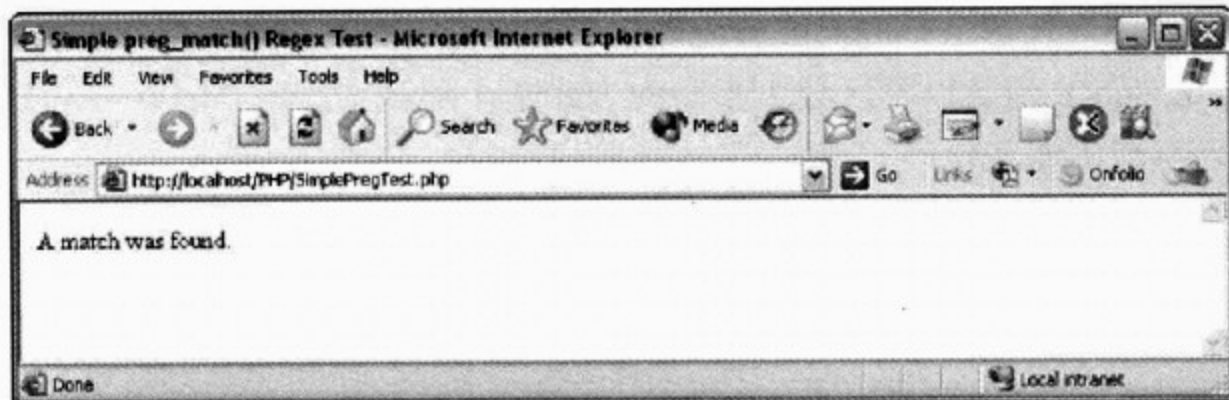 Simple preg_match() Regex Test - Microsoft Internet Explorer
File Edit View Favorites Tools Help
Back Search Favorites Media »
Address http://localhost/PHP/SimplePregTest.php Go Links Onfolio
A match was found.
Done Local intranet